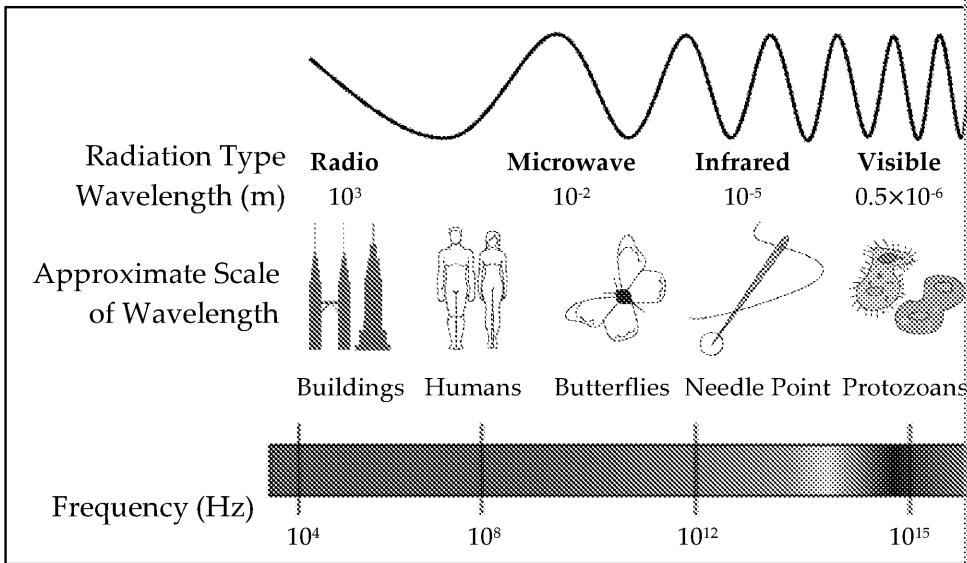 Radiation Type
Radio Microwave Infrared Visible
Wavelength (m)
10³ 10⁻² 10⁻⁵ 0.5×10⁻⁶
Approximate Scale
of Wavelength
Buildings Humans Butterflies Needle Point Protozoans
Frequency (Hz)
10⁴ 10⁸ 10¹² 10¹⁵